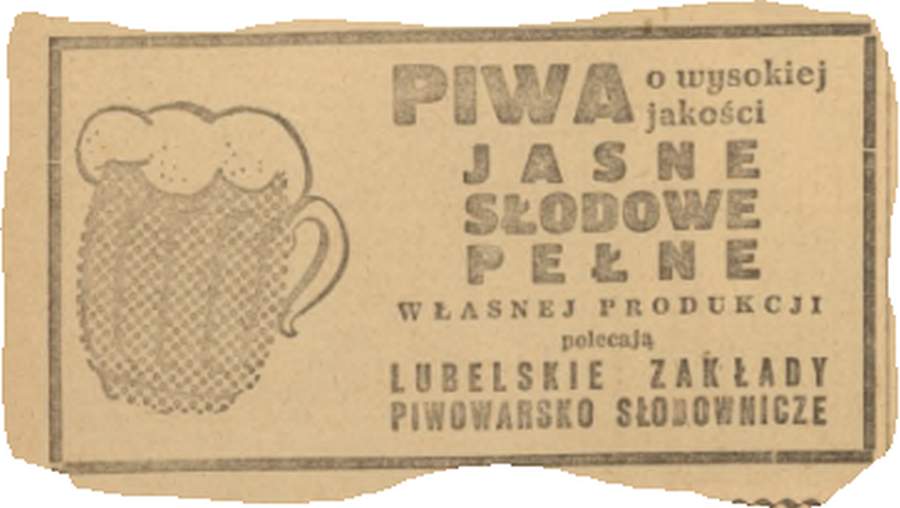 PIWA o wysokiej
jakości
JASNE
SŁODOWE
PEŁNE
WŁASNEJ PRODUKCJI
polecają
LUBELSKIE ZAKŁADY
PIWOWARSKO SŁODOWNICZE